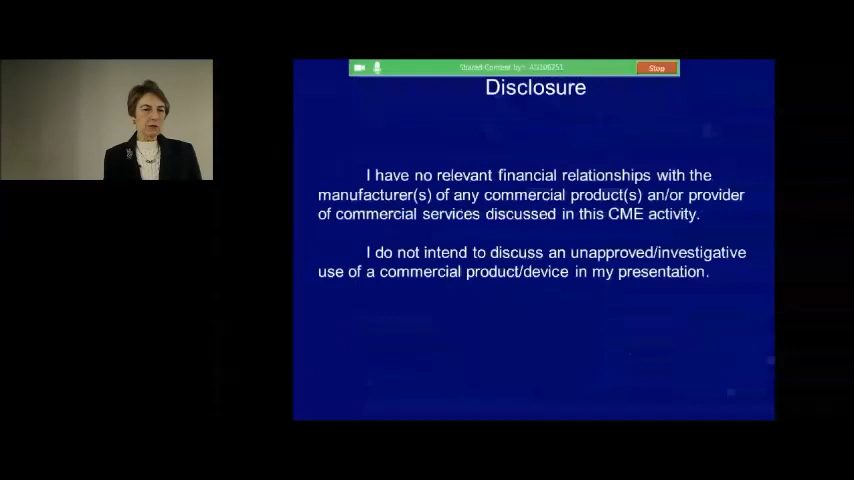 Shared Content by: AS106251
Stop
Disclosure
I have no relevant financial relationships with the
manufacturer(s) of any commercial product(s) an/or provider
of commercial services discussed in this CME activity.
I do not intend to discuss an unapproved/investigative
use of a commercial product/device in my presentation.